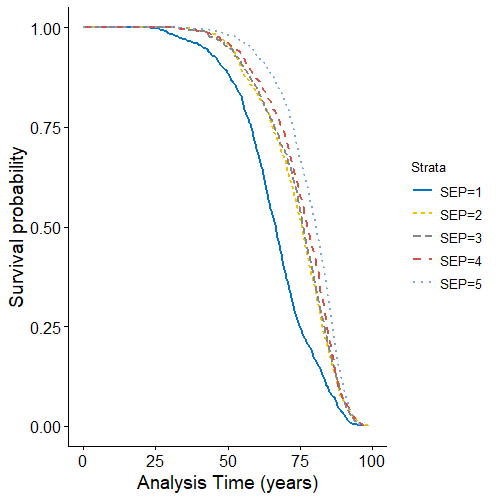 Survival probability
1.00
0.75
0.50
0.25
0.00
0
25
50
75
100
Analysis Time (years)
Strata
SEP=1
SEP=2
SEP=3
SEP=4
SEP=5